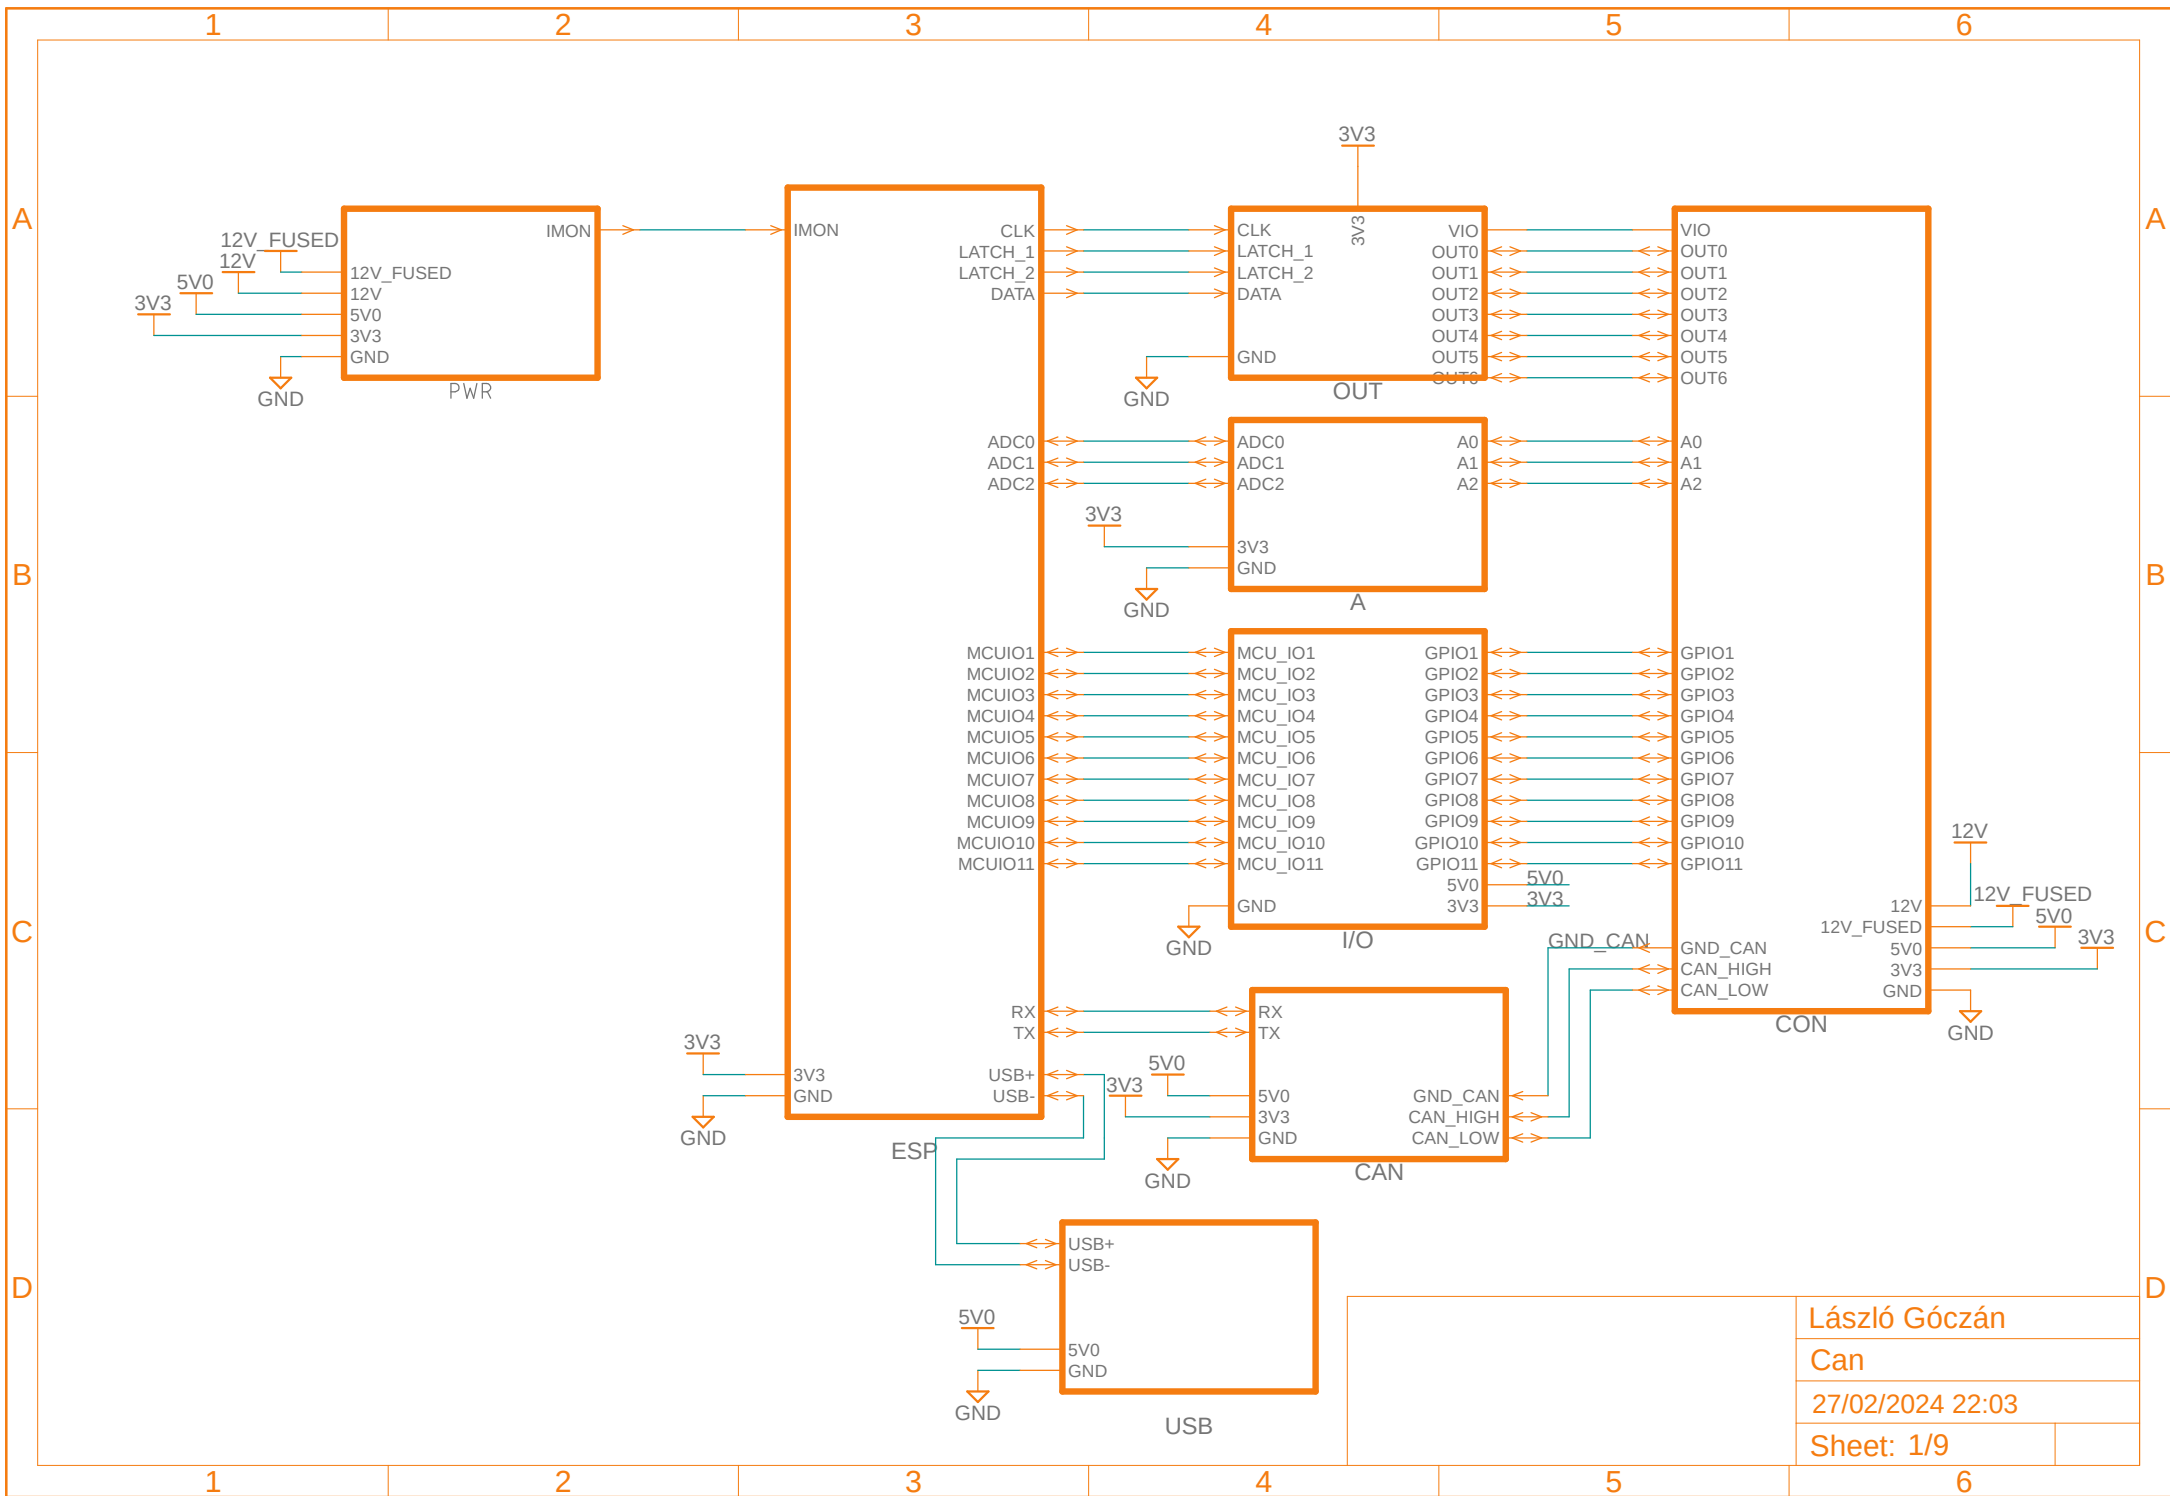 1 2 3 4 5 6
A A
B B
C C
D D
12V_FUSED
12V
5V0
3V3
GND
IMON
12V_FUSED
12V
5V0
3V3
GND
PWR
IMON
3V3
GND
CLK
LATCH_1
LATCH_2
DATA
ADC0
ADC1
ADC2
MCUIO1
MCUIO2
MCUIO3
MCUIO4
MCUIO5
MCUIO6
MCUIO7
MCUIO8
MCUIO9
MCUIO10
MCUIO11
RX
TX
USB+
USB-
3V3
GND
ESP
3V3
3V3
CLK
LATCH_1
LATCH_2
DATA
GND
VIO
OUT0
OUT1
OUT2
OUT3
OUT4
OUT5
OUT6
GND
OUT
ADC0
ADC1
ADC2
3V3
GND
A0
A1
A2
3V3
GND
A
MCU_IO1
MCU_IO2
MCU_IO3
MCU_IO4
MCU_IO5
MCU_IO6
MCU_IO7
MCU_IO8
MCU_IO9
MCU_IO10
MCU_IO11
GND
GPIO1
GPIO2
GPIO3
GPIO4
GPIO5
GPIO6
GPIO7
GPIO8
GPIO9
GPIO10
GPIO11
5V0
3V3
5V0
3V3
GND
I/O
RX
TX
5V0
3V3
GND
GND_CAN
CAN_HIGH
CAN_LOW
5V0
3V3
GND
CAN
USB+
USB-
5V0
GND
5V0
GND
USB
VIO
OUT0
OUT1
OUT2
OUT3
OUT4
OUT5
OUT6
A0
A1
A2
GPIO1
GPIO2
GPIO3
GPIO4
GPIO5
GPIO6
GPIO7
GPIO8
GPIO9
GPIO10
GPIO11
GND_CAN
GND_CAN
CAN_HIGH
CAN_LOW
12V
12V_FUSED
5V0
3V3
GND
12V
12V_FUSED
5V0
3V3
GND
CON
László Góczán
Can
27/02/2024 22:03
Sheet: 1/9
1 2 3 4 5 6